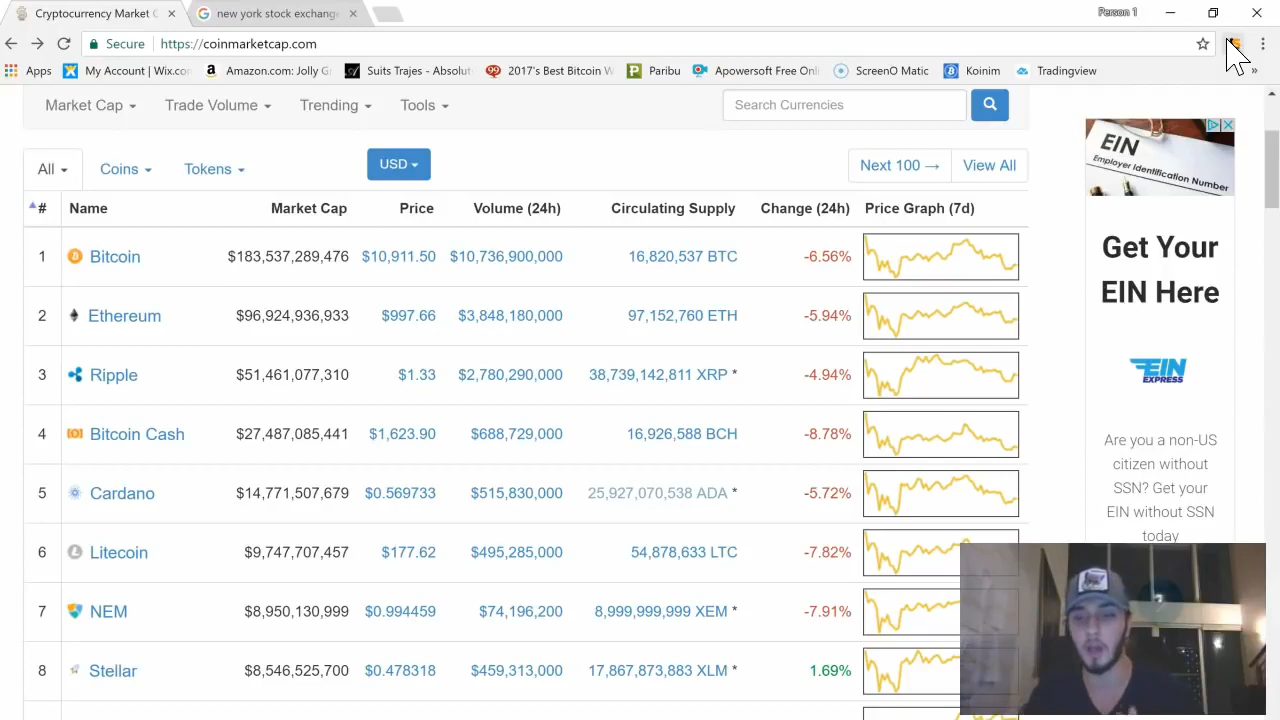 Cryptocurrency Market C
new york stock exchang
Person 1
Secure https://coinmarketcap.com
Apps My Account | Wix.co Amazon.com: Jolly G Suits Trajes - Absolut 2017's Best Bitcoin W Paribu Apowersoft Free Onl ScreenO Matic Koinim Tradingview »
Market Cap Trade Volume Trending Tools Search Currencies
All Coins Tokens USD Next 100 → View All
# Name Market Cap Price Volume (24h) Circulating Supply Change (24h) Price Graph (7d)
1 Bitcoin $183,537,289,476 $10,911.50 $10,736,900,000 16,820,537 BTC -6.56%
2 Ethereum $96,924,936,933 $997.66 $3,848,180,000 97,152,760 ETH -5.94%
3 Ripple $51,461,077,310 $1.33 $2,780,290,000 38,739,142,811 XRP * -4.94%
4 Bitcoin Cash $27,487,085,441 $1,623.90 $688,729,000 16,926,588 BCH -8.78%
5 Cardano $14,771,507,679 $0.569733 $515,830,000 25,927,070,538 ADA * -5.72%
6 Litecoin $9,747,707,457 $177.62 $495,285,000 54,878,633 LTC -7.82%
7 NEM $8,950,130,999 $0.994459 $74,196,200 8,999,999,999 XEM * -7.91%
8 Stellar $8,546,525,700 $0.478318 $459,313,000 17,867,873,883 XLM * 1.69%
EIN
Employer Identification Number
Get Your
EIN Here
EIN
EXPRESS
Are you a non-US
citizen without
SSN? Get your
EIN without SSN
today